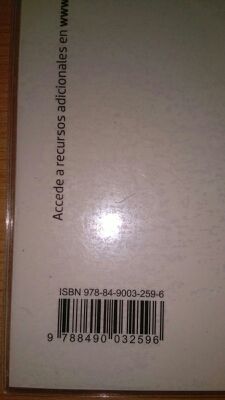 Accede a recursos adicionales en www
ISBN 978-84-9003-259-6
9 788490 032596